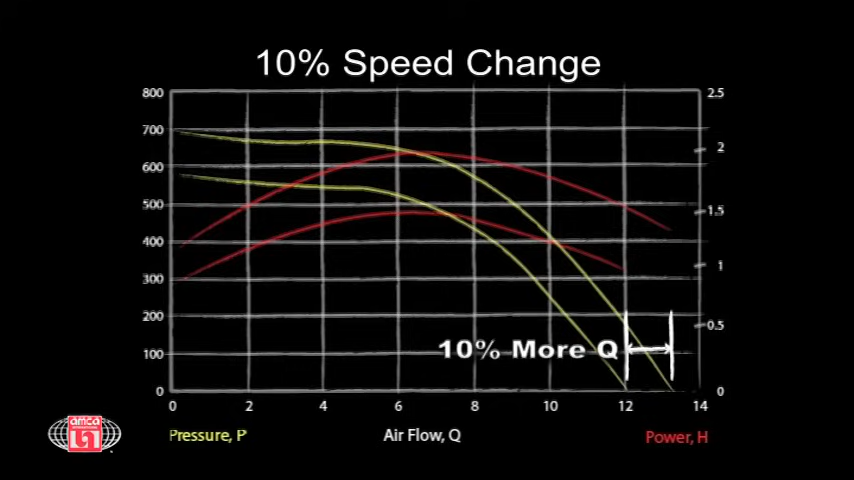 10% Speed Change
800
700
600
500
400
300
200
100
0
2.5
2
1.5
1
0.5
0
10% More Q
0 2 4 6 8 10 12 14
Pressure, P
Air Flow, Q
Power, H
amca